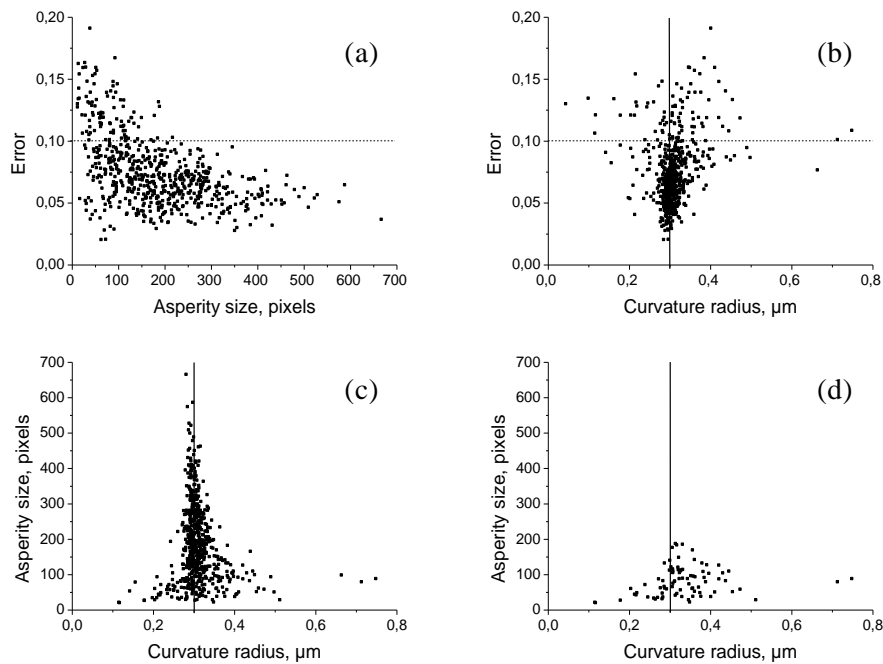 (a)
0,20
0,15
0,10
0,05
0,00
Error
0 100 200 300 400 500 600 700
Asperity size, pixels
(b)
0,20
0,15
0,10
0,05
0,00
Error
0,0 0,2 0,4 0,6 0,8
Curvature radius, µm
(c)
700
600
500
400
300
200
100
0
Asperity size, pixels
0,0 0,2 0,4 0,6 0,8
Curvature radius, µm
(d)
700
600
500
400
300
200
100
0
Asperity size, pixels
0,0 0,2 0,4 0,6 0,8
Curvature radius, µm